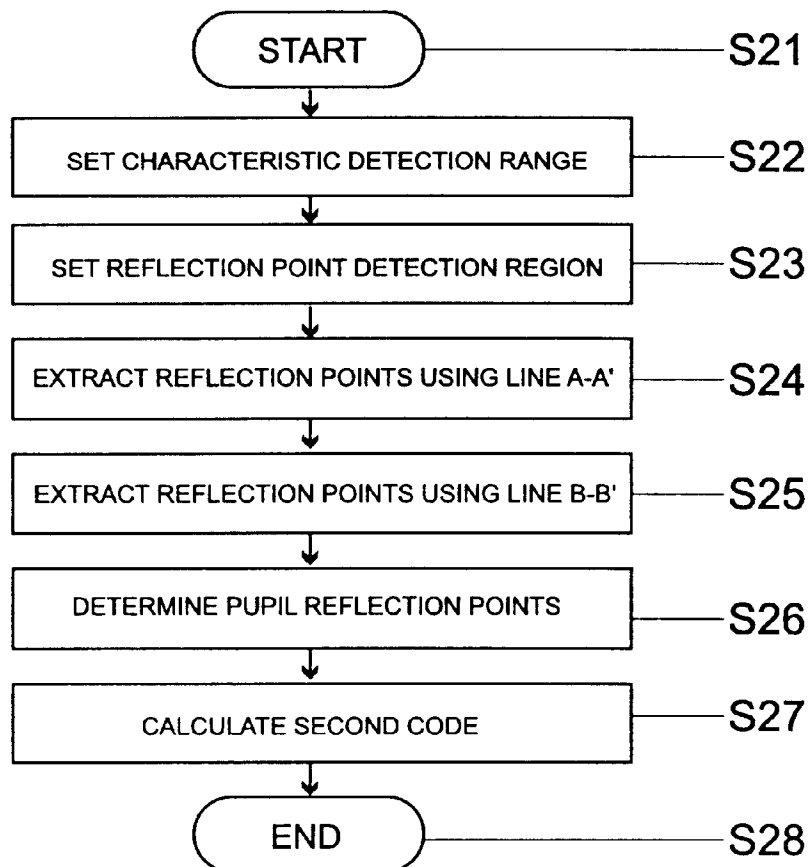 START S21
SET CHARACTERISTIC DETECTION RANGE S22
SET REFLECTION POINT DETECTION REGION S23
EXTRACT REFLECTION POINTS USING LINE A-A' S24
EXTRACT REFLECTION POINTS USING LINE B-B' S25
DETERMINE PUPIL REFLECTION POINTS S26
CALCULATE SECOND CODE S27
END S28